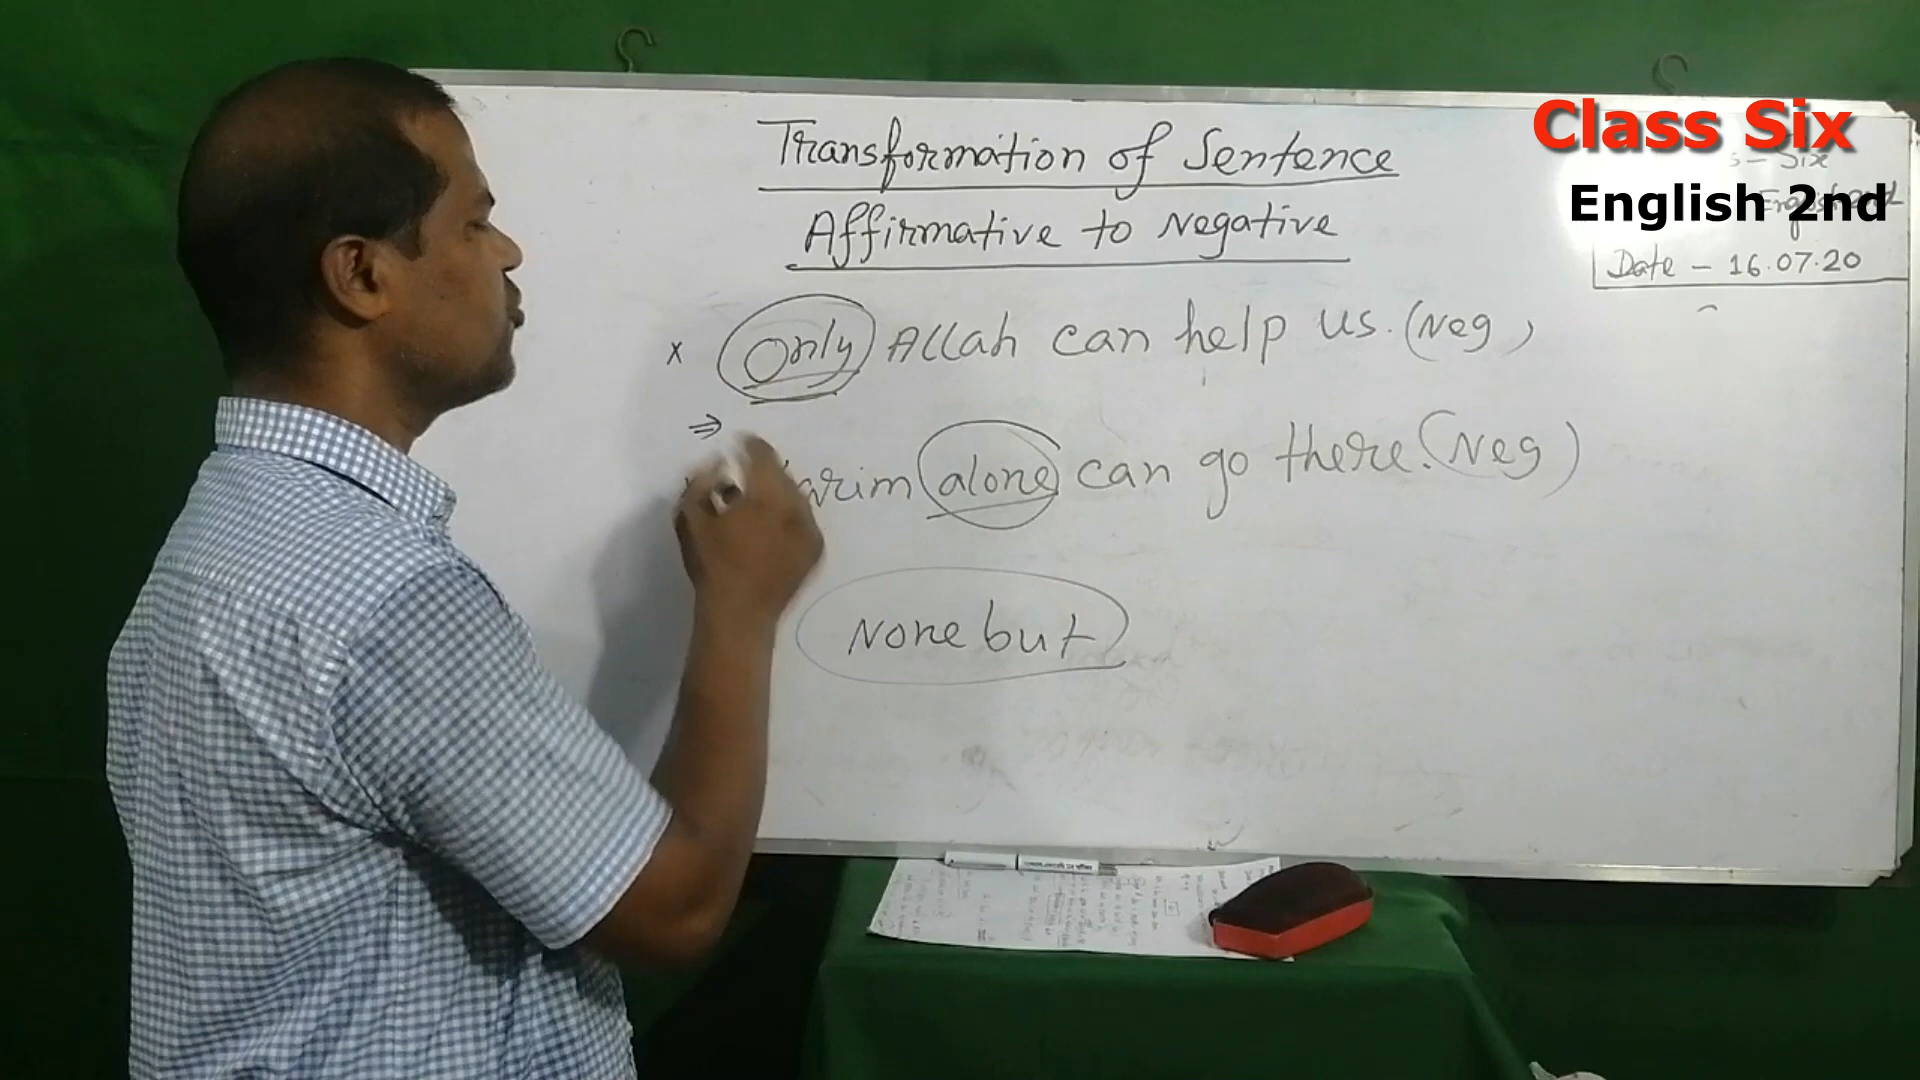 Class Six
English 2nd
Transformation of Sentence
Affirmative to Negative
Date - 16.07.20
x Only Allah can help us. (Neg)
⇒
arim alone can go there. (Neg)
None but